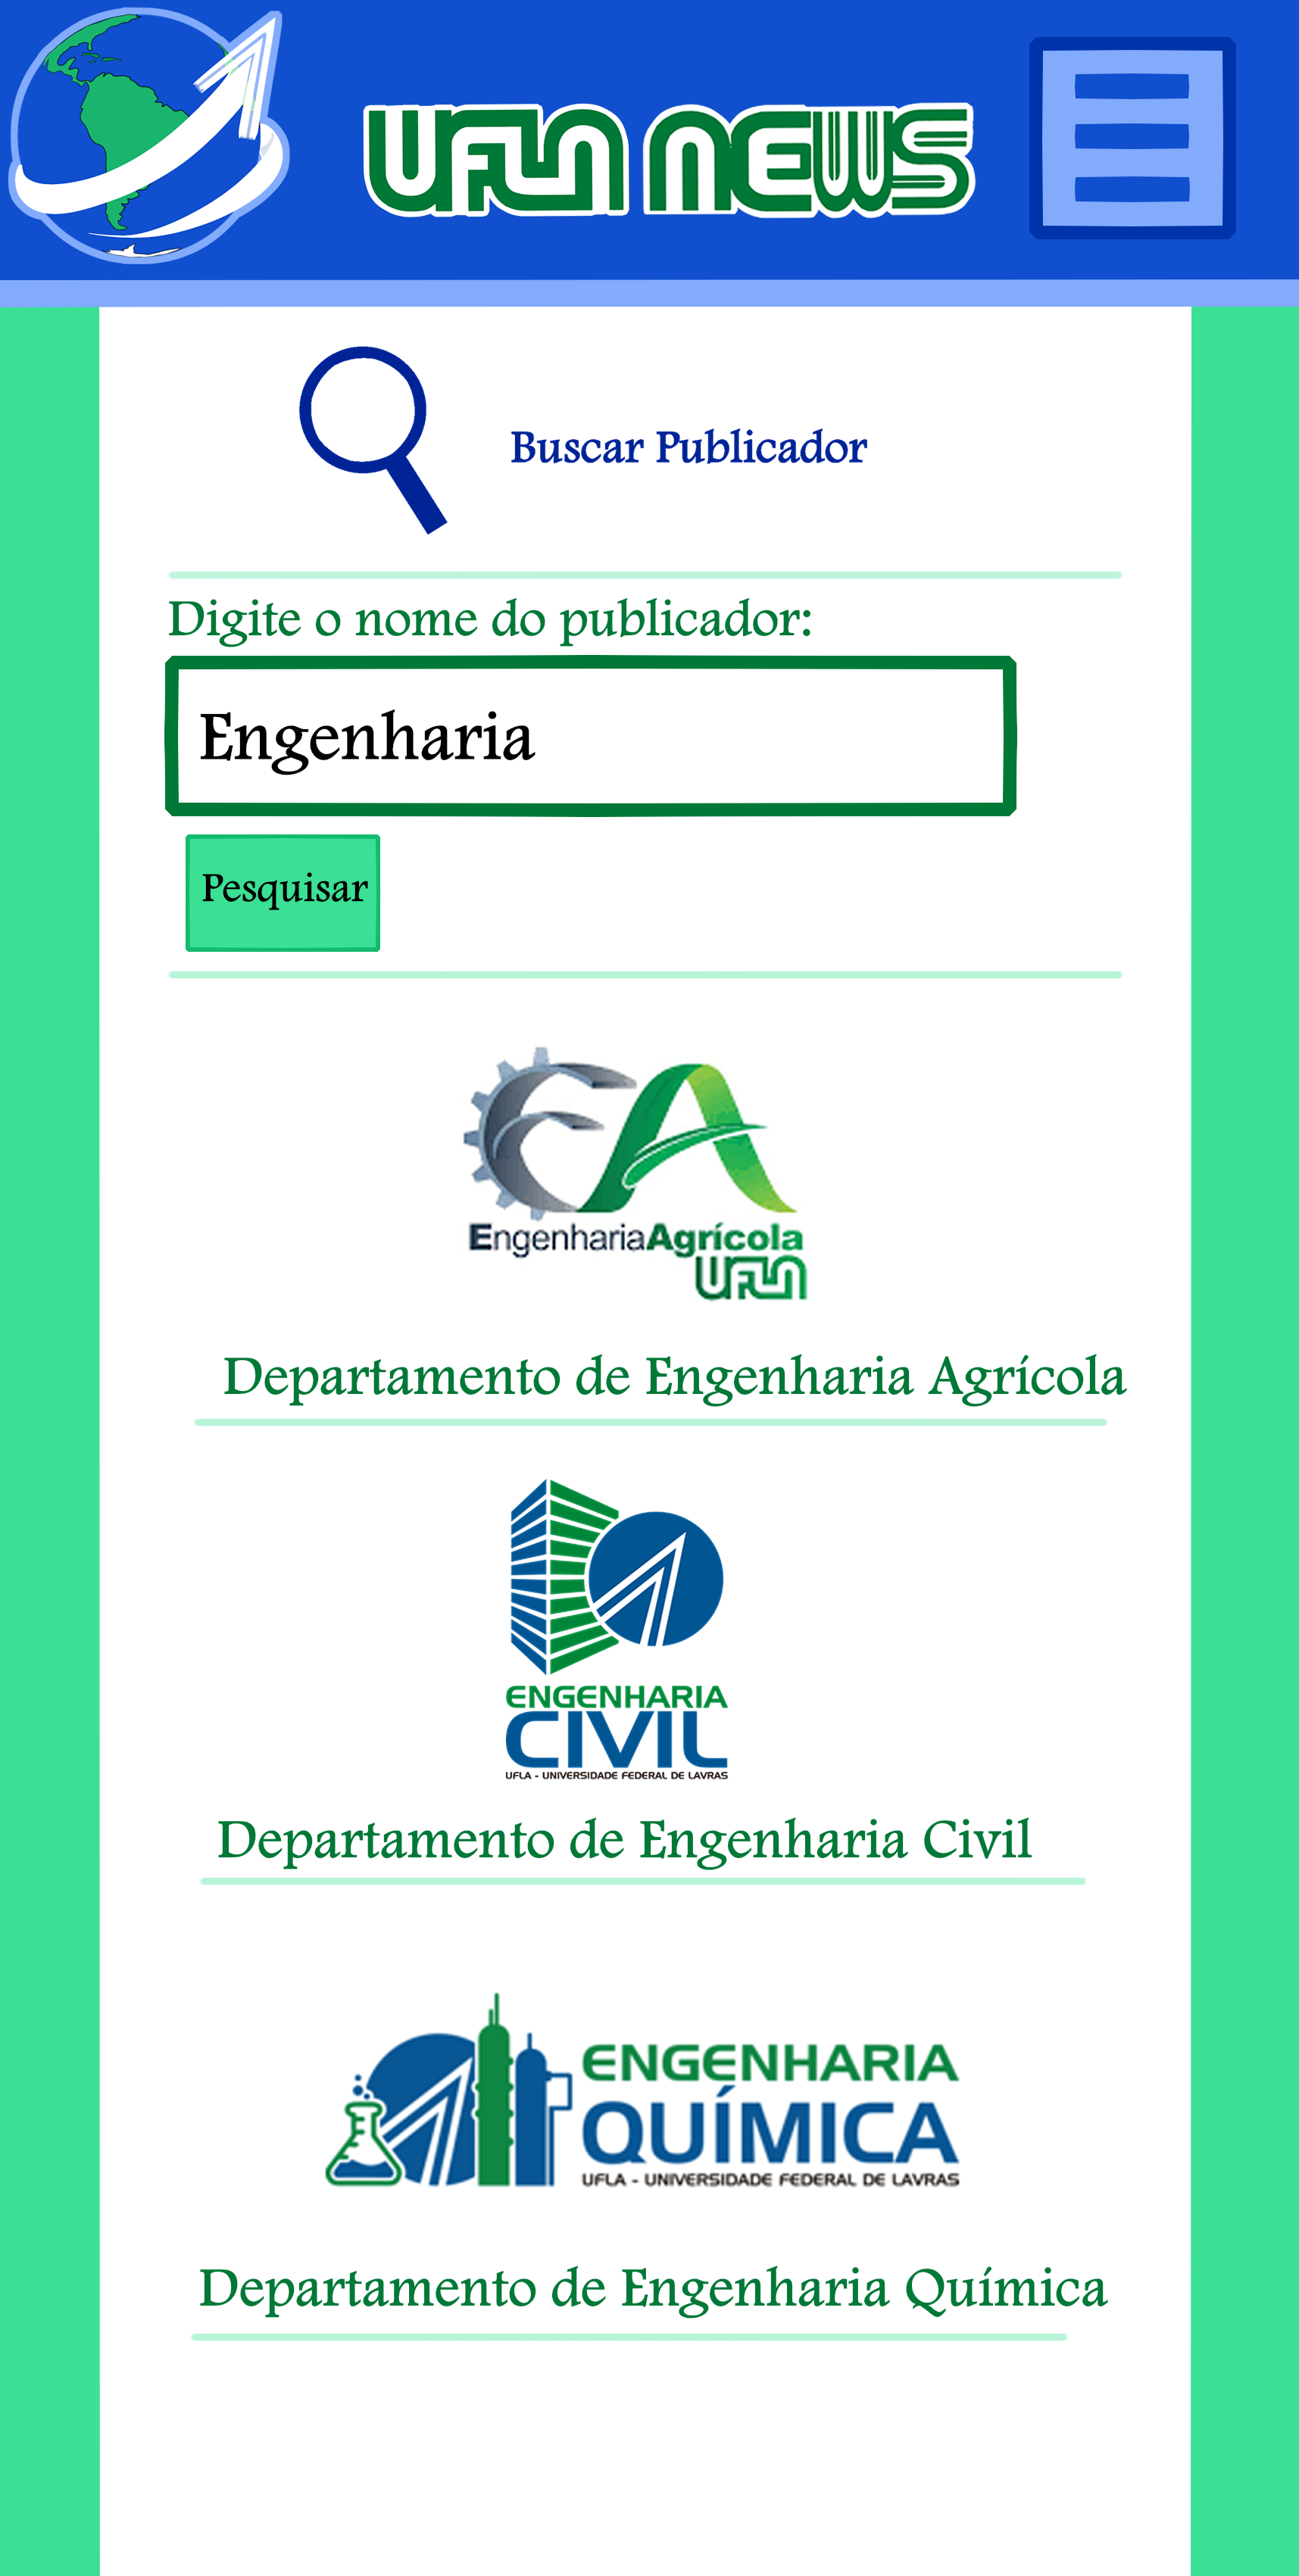 UFLA NEWS
Buscar Publicador
Digite o nome do publicador:
Engenharia
Pesquisar
EngenhariaAgrícola
UFLA
Departamento de Engenharia Agrícola
ENGENHARIA
CIVIL
UFLA - UNIVERSIDADE FEDERAL DE LAVRAS
Departamento de Engenharia Civil
ENGENHARIA
QUÍMICA
UFLA - UNIVERSIDADE FEDERAL DE LAVRAS
Departamento de Engenharia Química